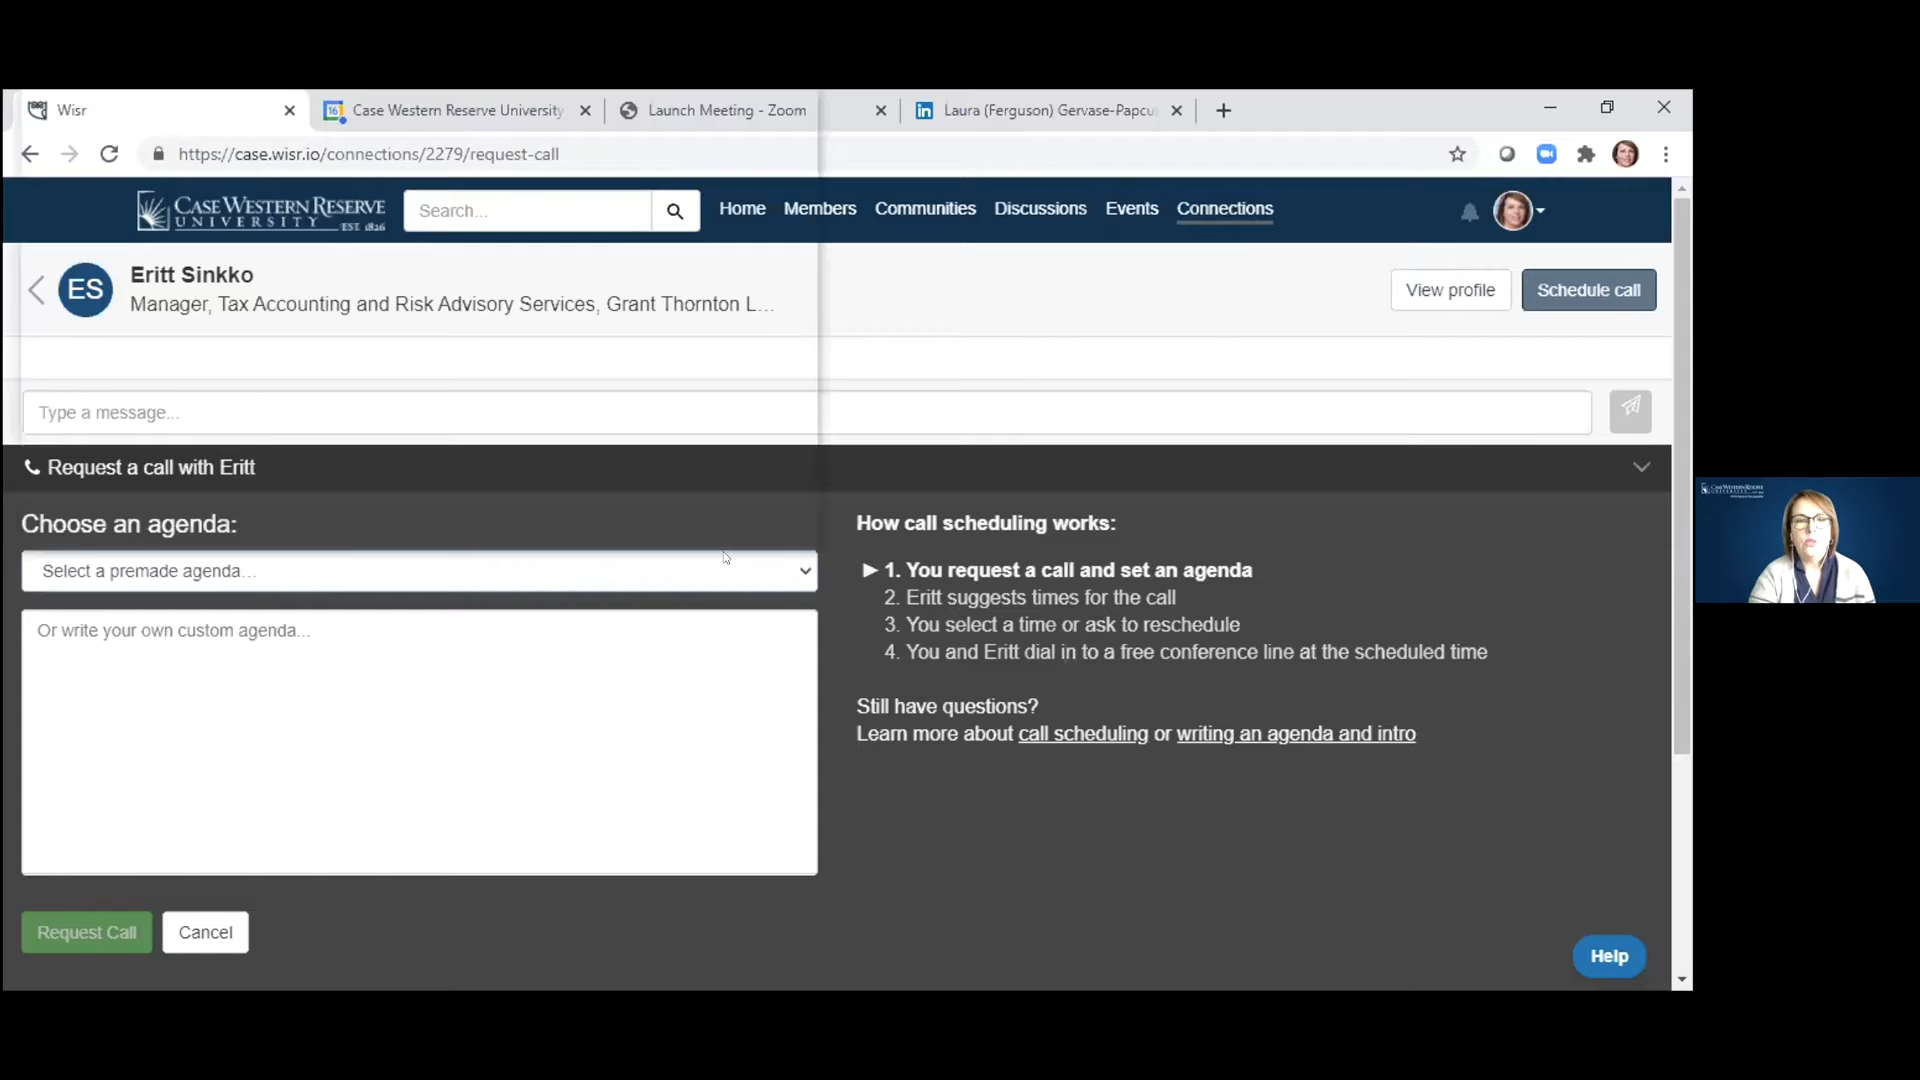 Wisr
Case Western Reserve University
Launch Meeting - Zoom
Laura (Ferguson) Gervase-Papcu
https://case.wisr.io/connections/2279/request-call
CASE WESTERN RESERVE
UNIVERSITY EST. 1826
Search...
Home
Members
Communities
Discussions
Events
Connections
ES
Eritt Sinkko
Manager, Tax Accounting and Risk Advisory Services, Grant Thornton L...
View profile
Schedule call
Type a message...
Request a call with Eritt
Choose an agenda:
Select a premade agenda...
Or write your own custom agenda...
Request Call
Cancel
How call scheduling works:
▶ 1. You request a call and set an agenda
2. Eritt suggests times for the call
3. You select a time or ask to reschedule
4. You and Eritt dial in to a free conference line at the scheduled time
Still have questions?
Learn more about call scheduling or writing an agenda and intro
Help
CASE WESTERN RESERVE
UNIVERSITY